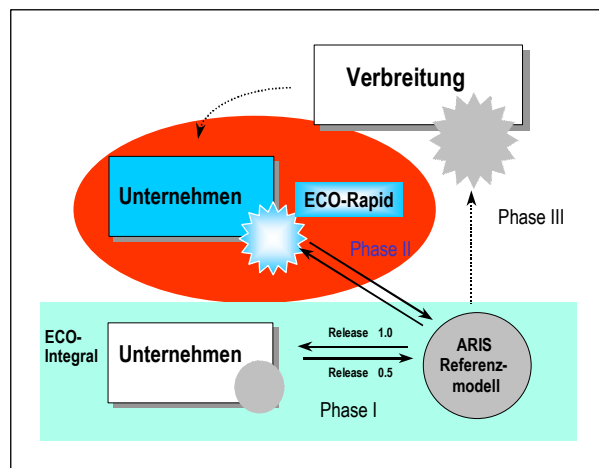 Verbreitung
Unternehmen
ECO-Rapid
Phase III
Phase II
ECO-
Integral
Unternehmen
Release 1.0
Release 0.5
ARIS
Referenz-
modell
Phase I